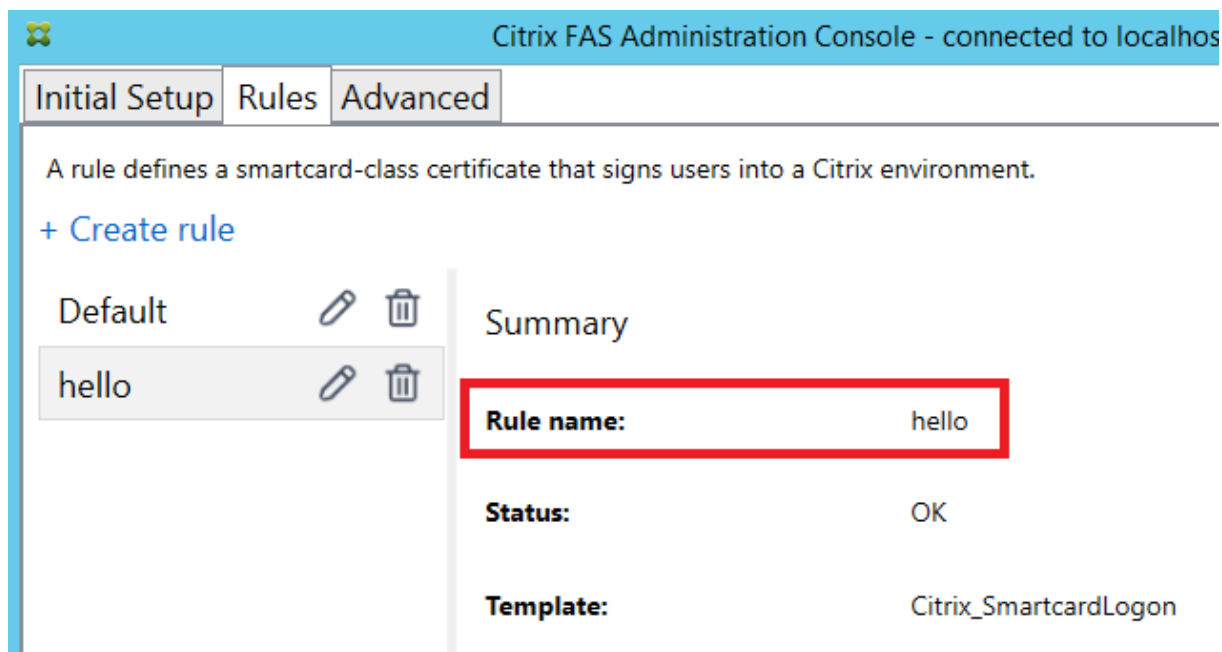 Citrix FAS Administration Console - connected to localhos
Initial Setup Rules Advanced
A rule defines a smartcard-class certificate that signs users into a Citrix environment.
+ Create rule
Default
hello
Summary
Rule name: hello
Status: OK
Template: Citrix_SmartcardLogon